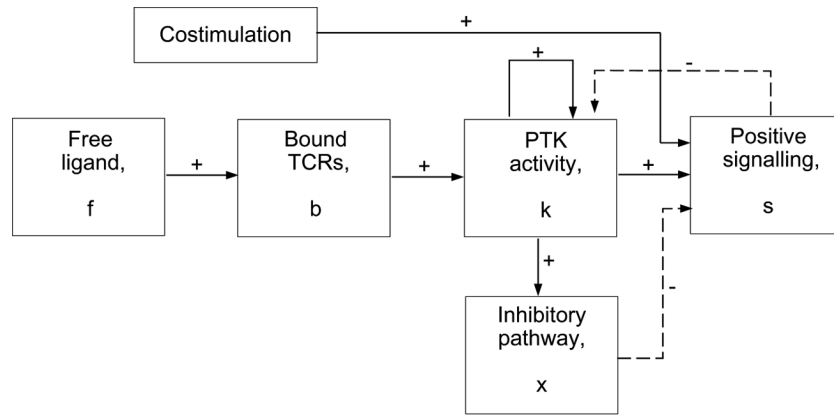 Costimulation
+
+
-
Free
ligand,
f
+
Bound
TCRs,
b
+
PTK
activity,
k
+
Positive
signalling,
s
+
-
Inhibitory
pathway,
x